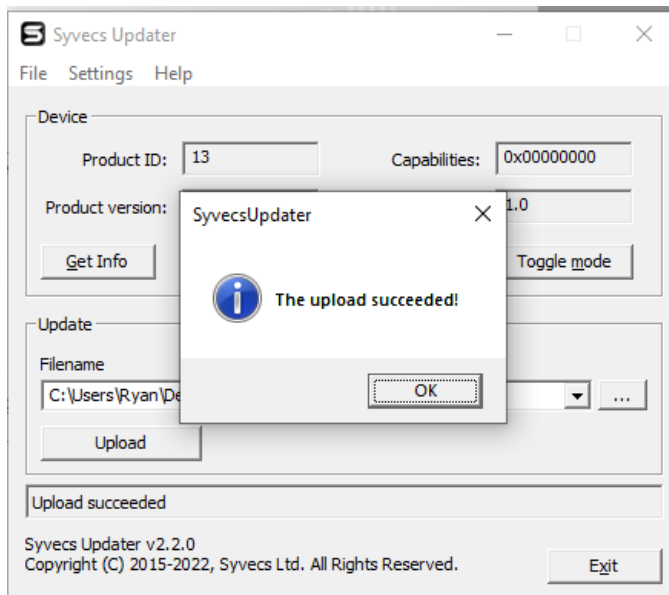 Syvecs Updater
File Settings Help
Device
Product ID: 13 Capabilities: 0x00000000
Product version: 1.0
SyvecsUpdater
Get Info Toggle mode
The upload succeeded!
Update
Filename
OK
C:\Users\Ryan\De ...
Upload
Upload succeeded
Syvecs Updater v2.2.0
Copyright (C) 2015-2022, Syvecs Ltd. All Rights Reserved.
Exit